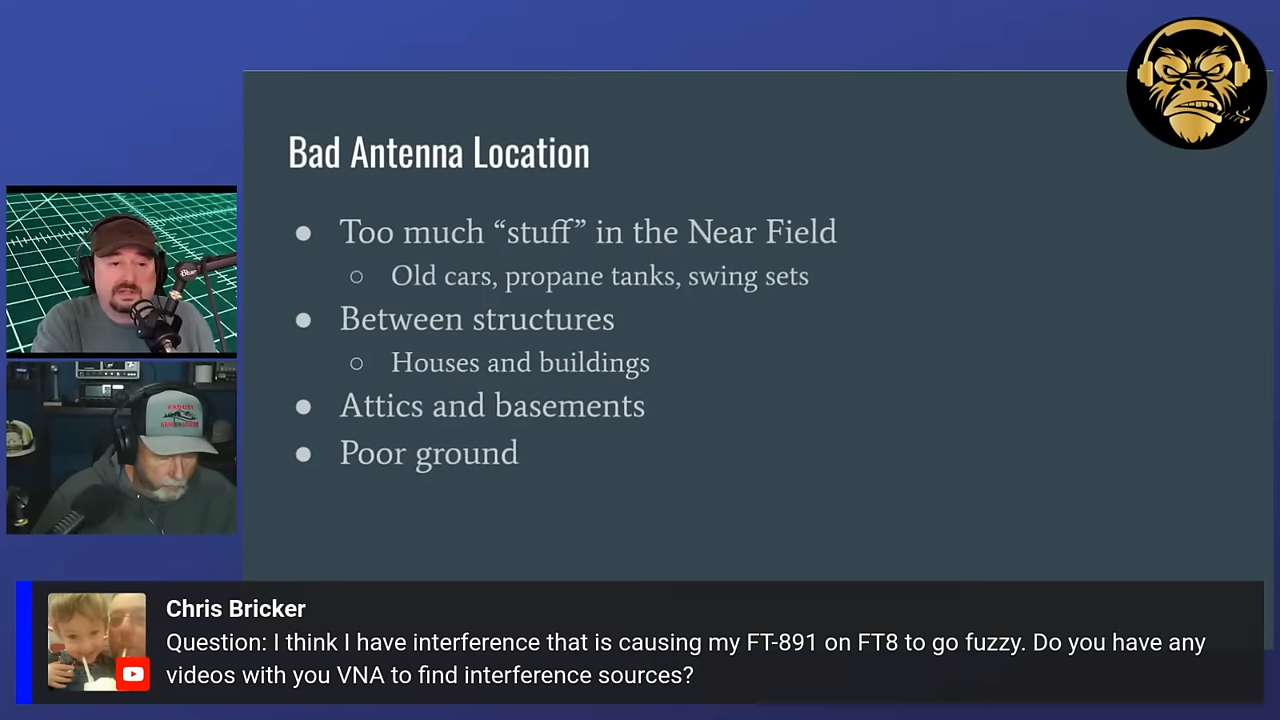 Bad Antenna Location
● Too much “stuff” in the Near Field
○ Old cars, propane tanks, swing sets
● Between structures
○ Houses and buildings
● Attics and basements
● Poor ground
Blue
Chris Bricker
Question: I think I have interference that is causing my FT-891 on FT8 to go fuzzy. Do you have any
videos with you VNA to find interference sources?